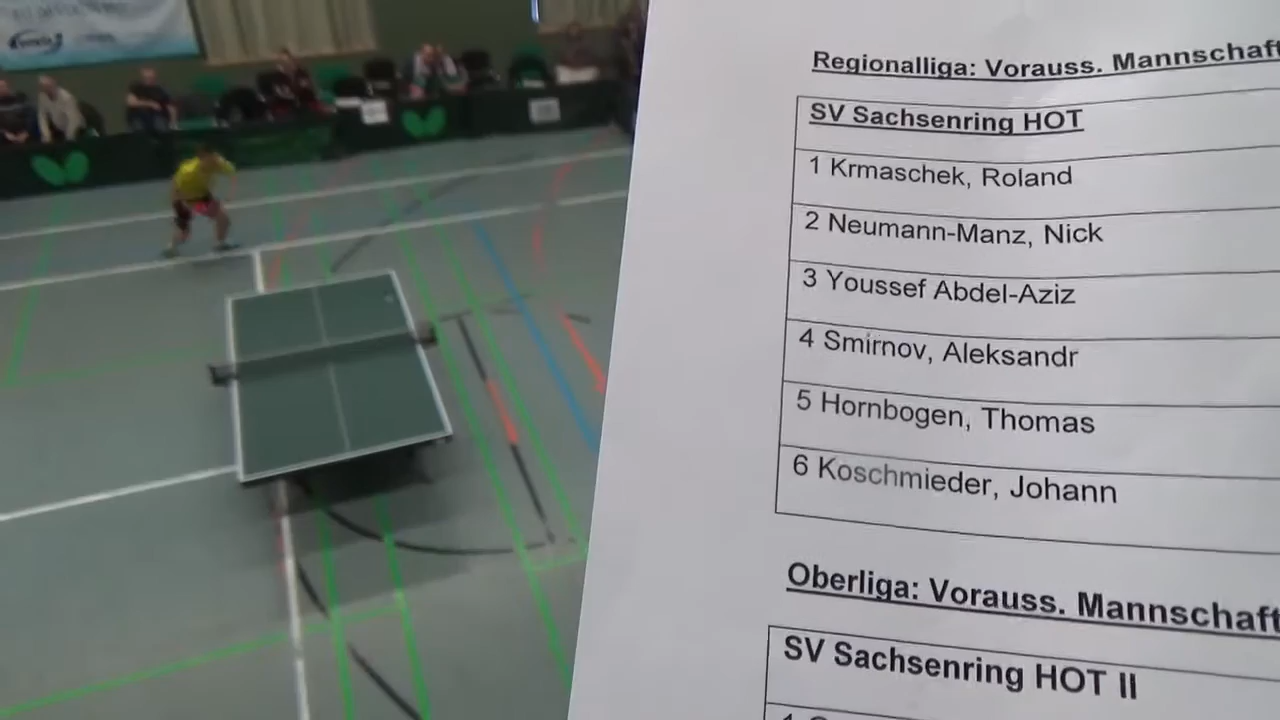 Regionalliga: Vorauss. Mannschaft
SV Sachsenring HOT
1 Krmaschek, Roland
2 Neumann-Manz, Nick
3 Youssef Abdel-Aziz
4 Smirnov, Aleksandr
5 Hornbogen, Thomas
6 Koschmieder, Johann
Oberliga: Vorauss. Mannschaft
SV Sachsenring HOT II